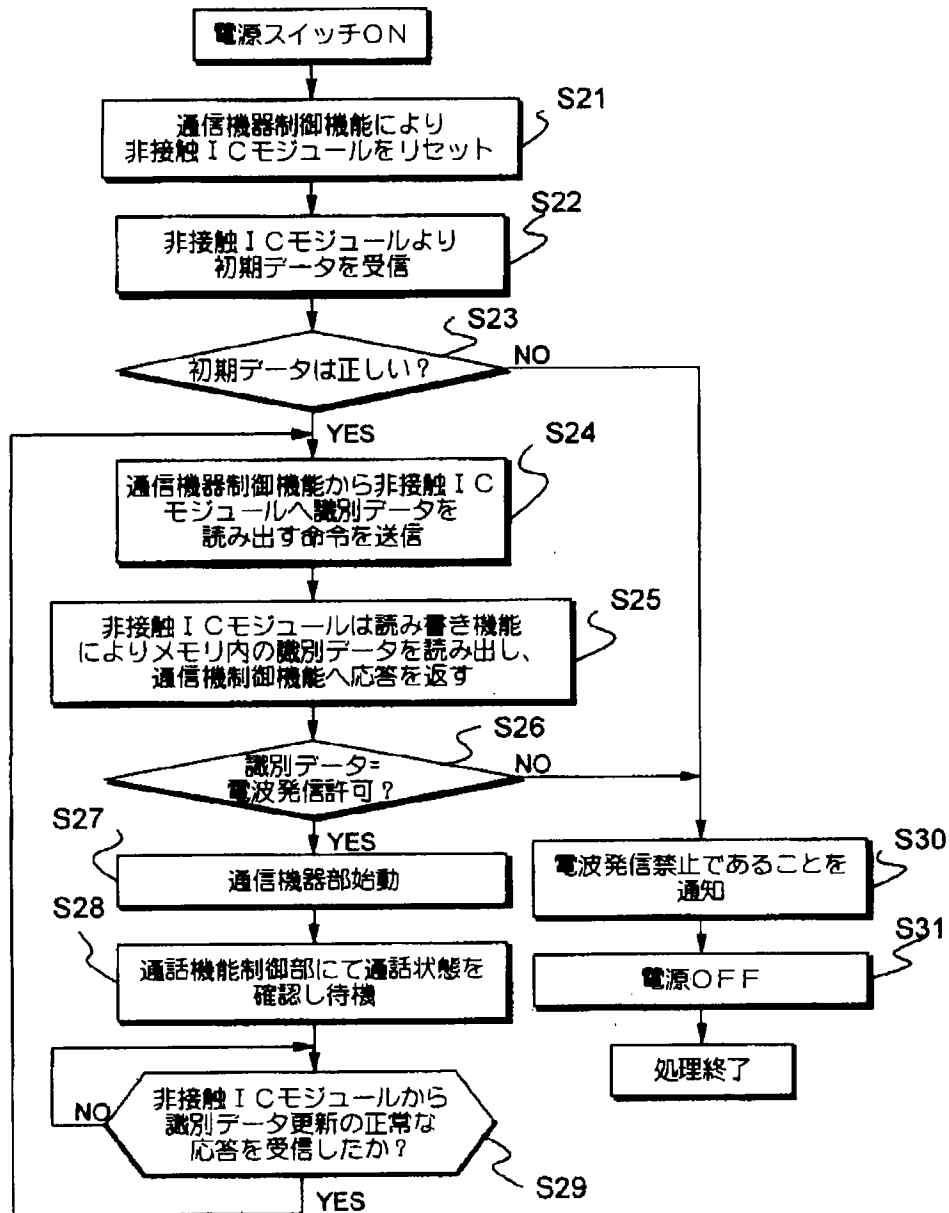 電源スイッチON
S21
通信機器制御機能により
非接触ICモジュールをリセット
S22
非接触ICモジュールより
初期データを受信
S23
初期データは正しい?
NO
YES
S24
通信機器制御機能から非接触IC
モジュールへ識別データを
読み出す命令を送信
S25
非接触ICモジュールは読み書き機能
によりメモリ内の識別データを読み出し、
通信機制御機能へ応答を返す
S26
識別データ=
電波発信許可?
NO
YES
S27
通信機器部始動
S28
通話機能制御部にて通話状態を
確認し待機
非接触ICモジュールから
識別データ更新の正常な
応答を受信したか?
NO
S29
YES
S30
電波発信禁止であることを
通知
S31
電源OFF
処理終了